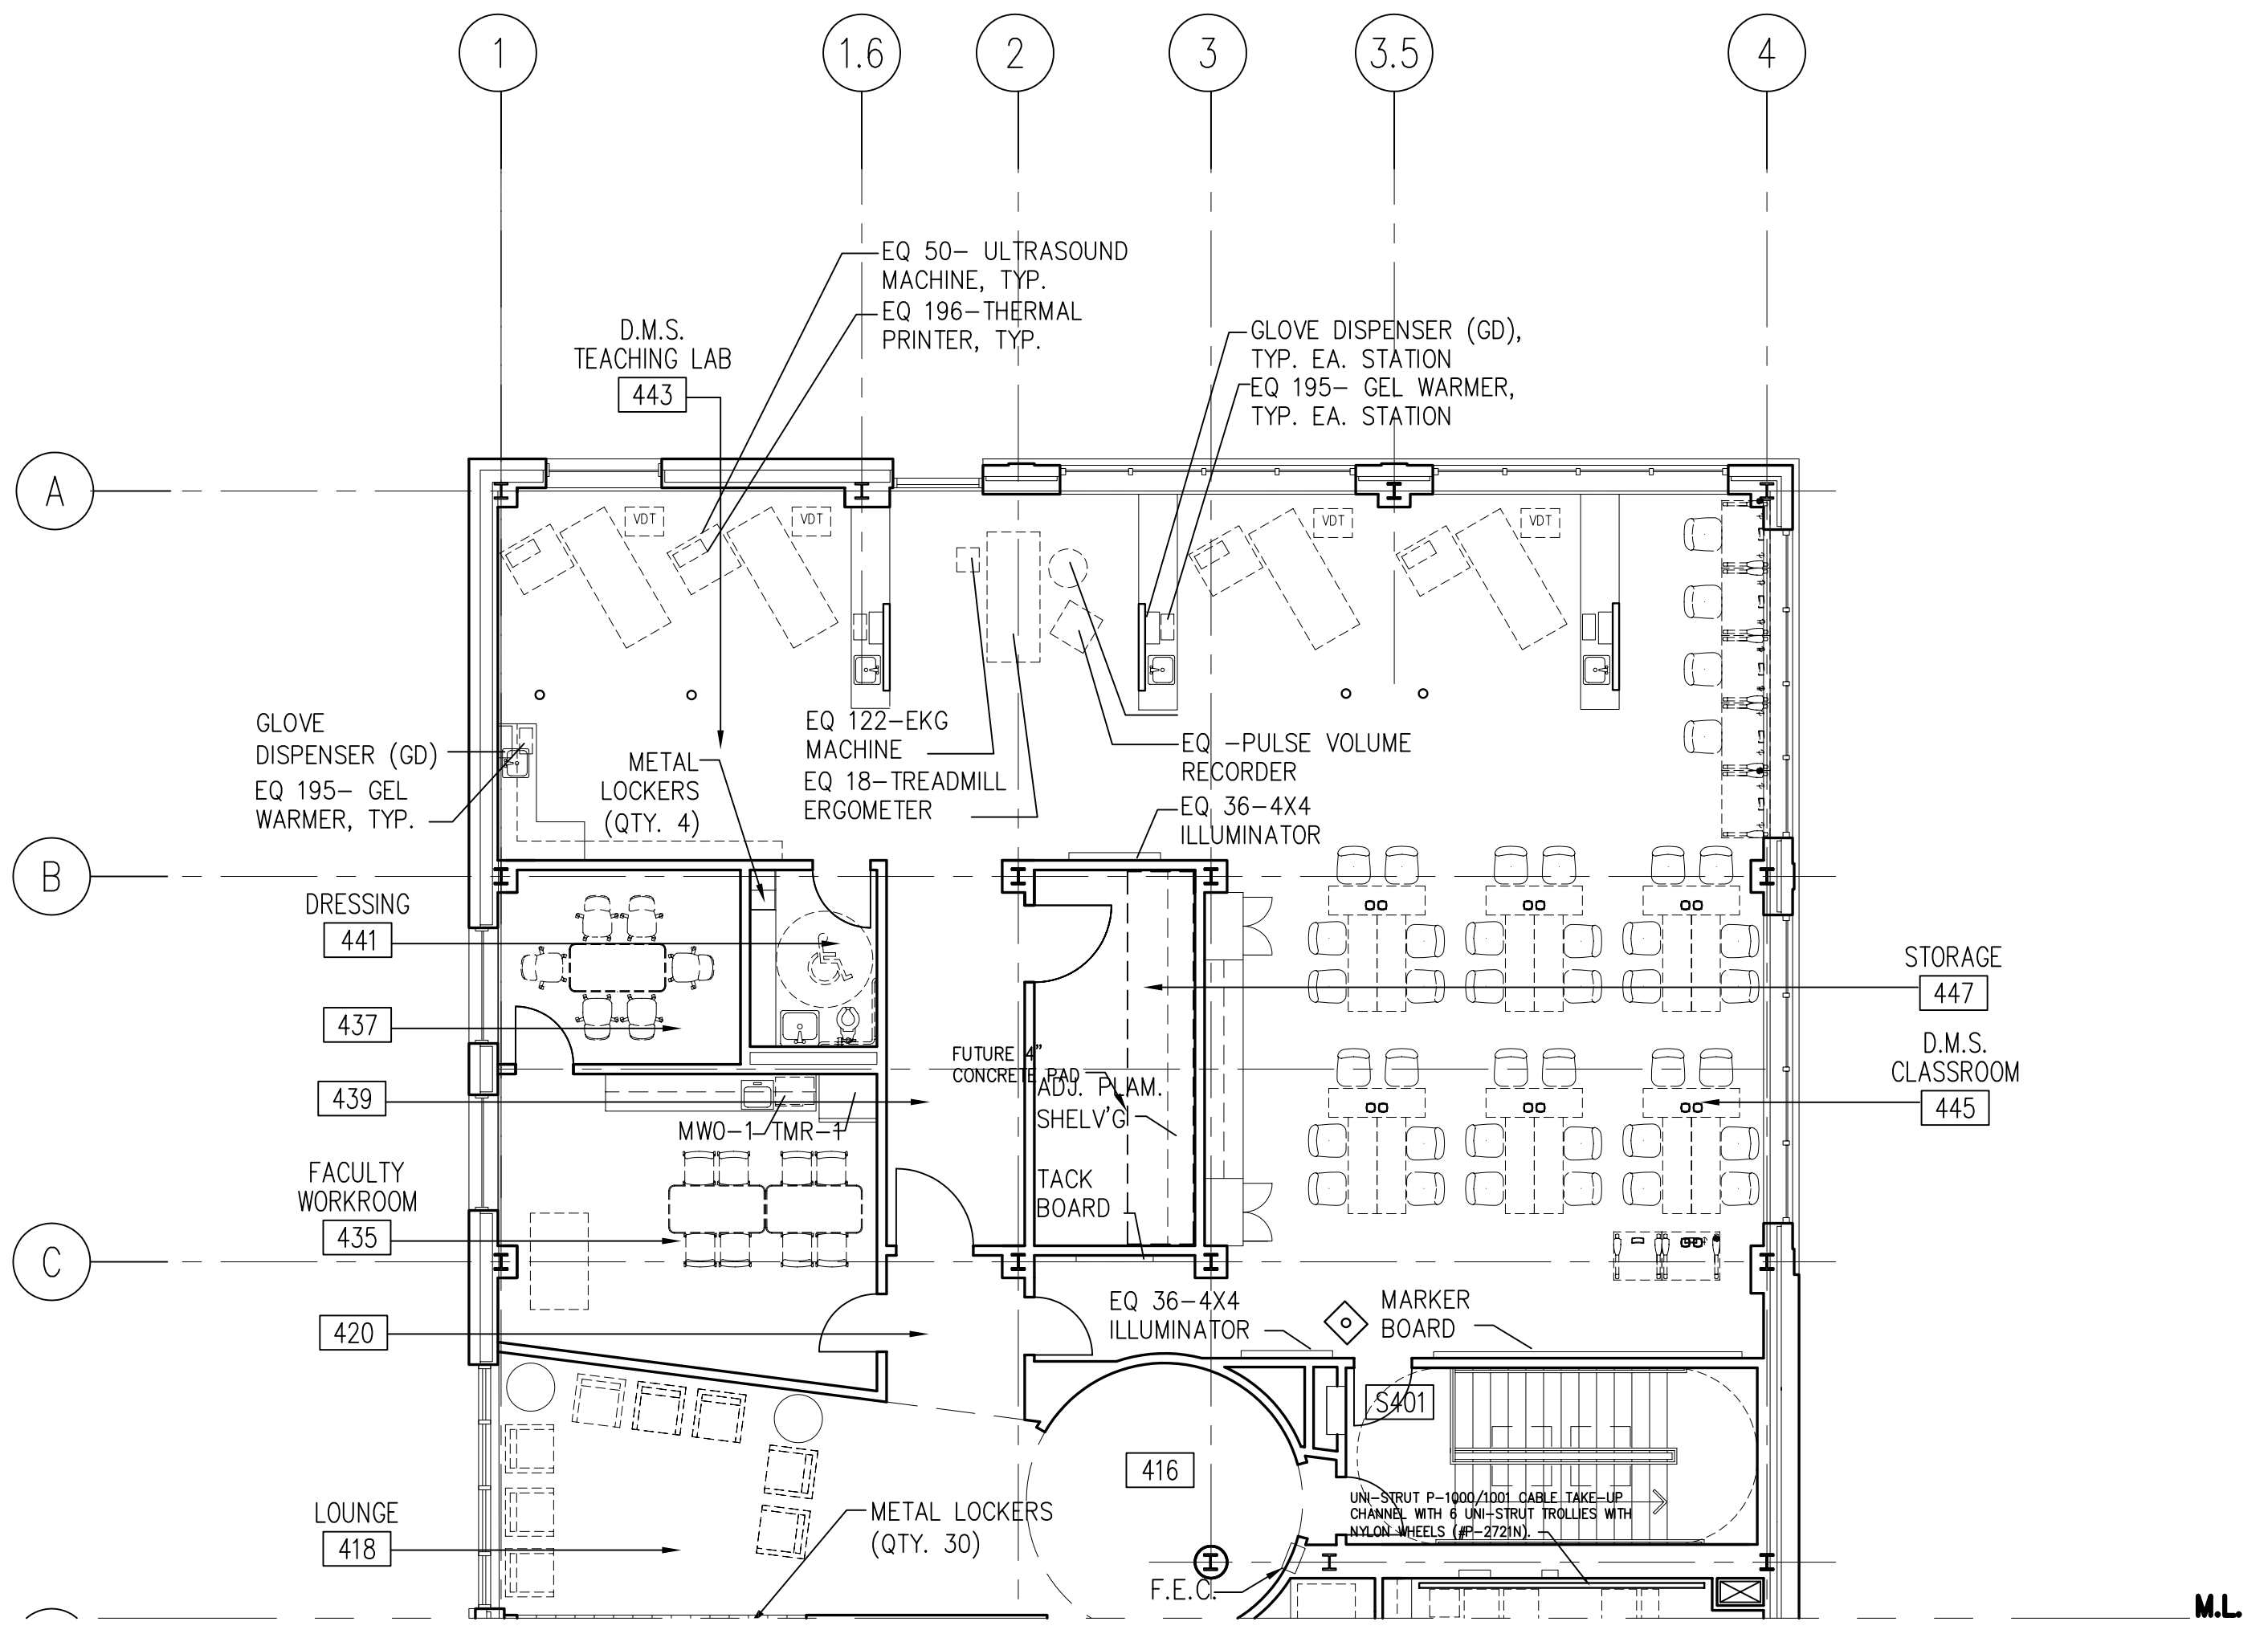 1
1.6
2
3
3.5
4
EQ 50- ULTRASOUND
MACHINE, TYP.
EQ 196-THERMAL
PRINTER, TYP.
D.M.S.
TEACHING LAB
443
GLOVE DISPENSER (GD),
TYP. EA. STATION
EQ 195- GEL WARMER,
TYP. EA. STATION
A
VDT
VDT
VDT
VDT
GLOVE
DISPENSER (GD)
EQ 195- GEL
WARMER, TYP.
METAL
LOCKERS
(QTY. 4)
EQ 122-EKG
MACHINE
EQ 18-TREADMILL
ERGOMETER
EQ -PULSE VOLUME
RECORDER
EQ 36-4X4
ILLUMINATOR
B
DRESSING
441
STORAGE
447
437
FUTURE 4"
CONCRETE PAD
D.M.S.
CLASSROOM
445
439
ADJ. PLAM.
SHELV'G
MWO-1
TMR-1
FACULTY
WORKROOM
435
TACK
BOARD
C
420
EQ 36-4X4
ILLUMINATOR
MARKER
BOARD
S401
416
UNI-STRUT P-1000/1001 CABLE TAKE-UP
CHANNEL WITH 6 UNI-STRUT TROLLIES WITH
NYLON WHEELS (#P-2721N).
LOUNGE
418
METAL LOCKERS
(QTY. 30)
F.E.C.
M.L.